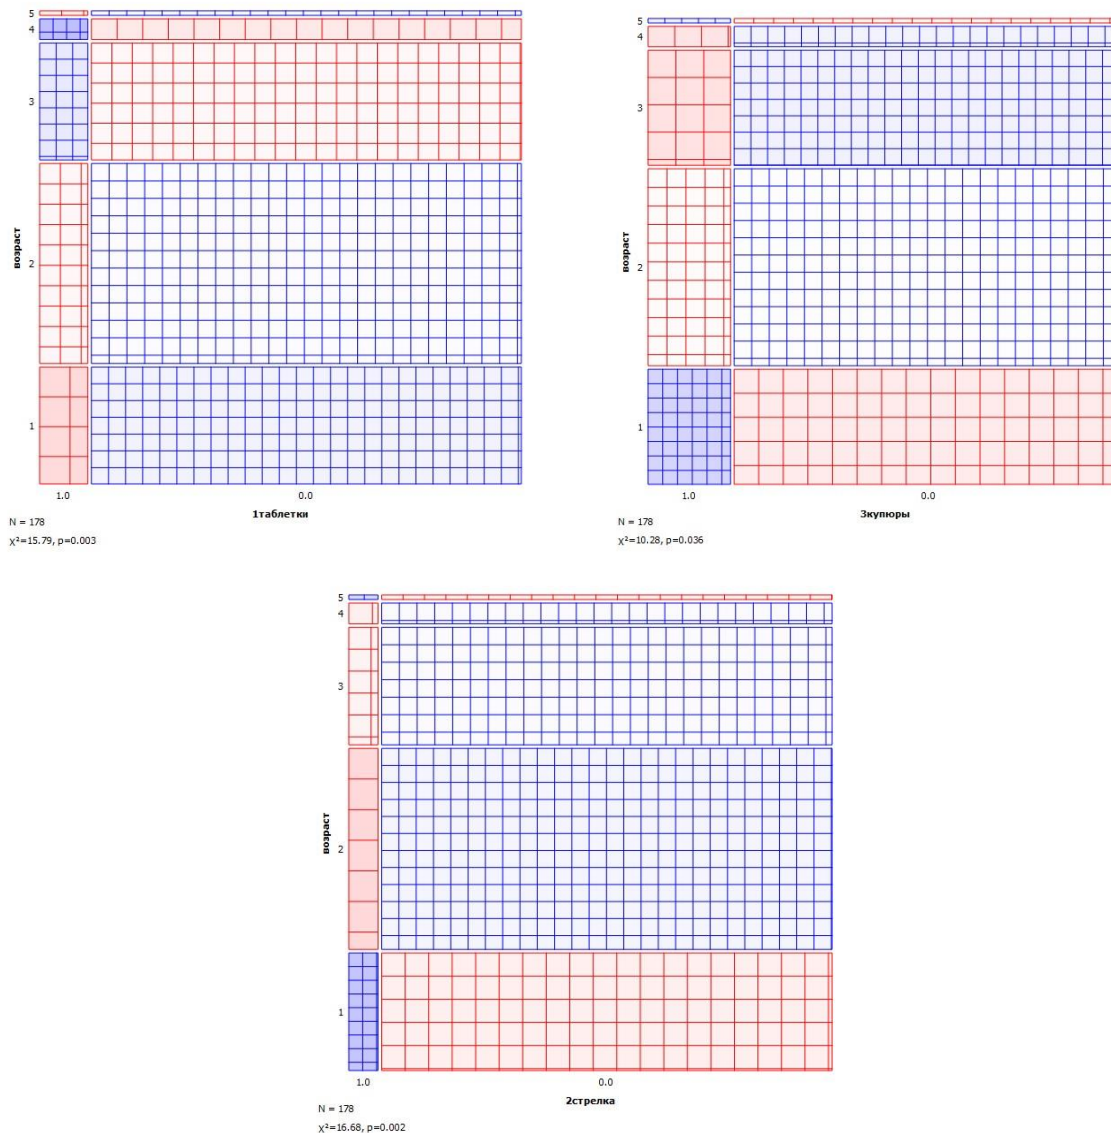 5
4
3
возраст
2
1
1.0 0.0
1таблетки
N = 178
χ²=15.79, p=0.003
5
4
3
возраст
2
1
1.0 0.0
3купюры
N = 178
χ²=10.28, p=0.036
5
4
3
возраст
2
1
1.0 0.0
2стрелка
N = 178
χ²=16.68, p=0.002